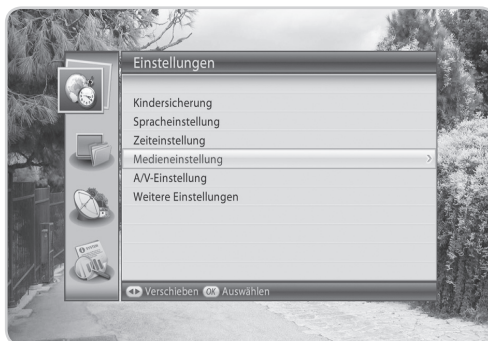 Einstellungen
Kindersicherung
Spracheinstellung
Zeiteinstellung
Medieneinstellung
A/V-Einstellung
Weitere Einstellungen
Verschieben OK Auswählen